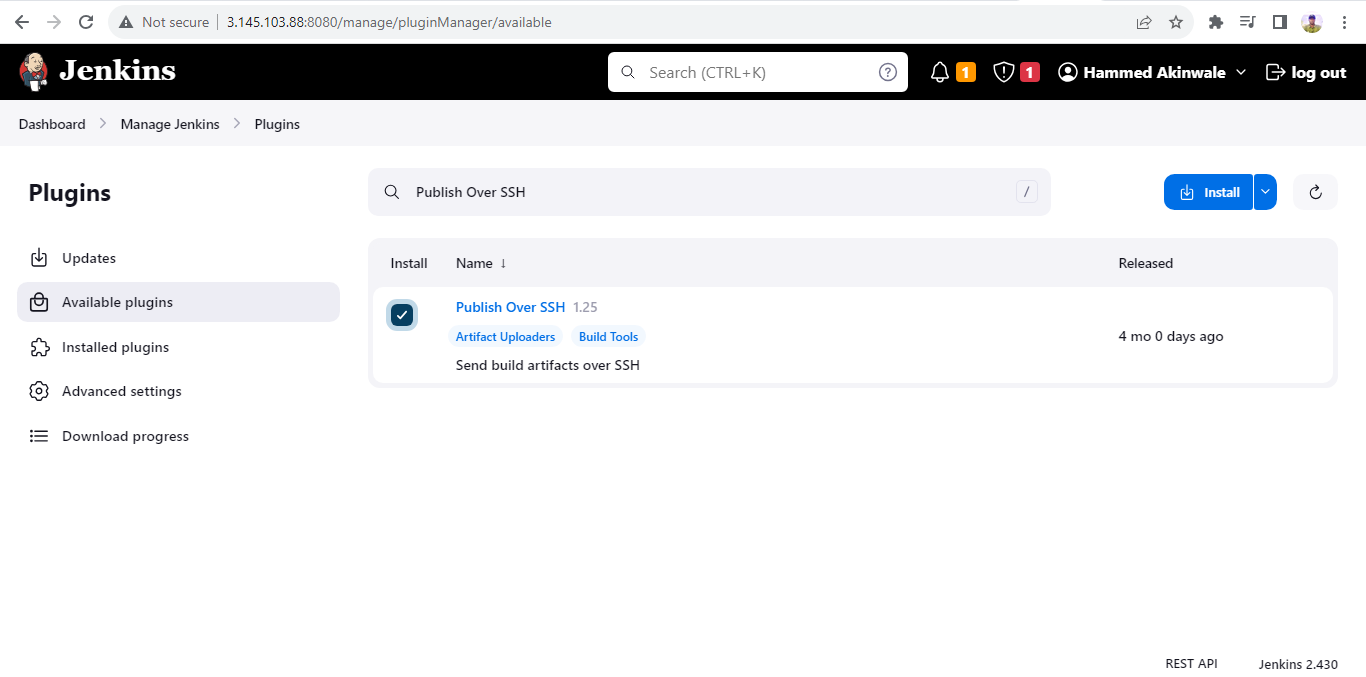 Not secure | 3.145.103.88:8080/manage/pluginManager/available
Jenkins
Search (CTRL+K) ?
1
1
Hammed Akinwale
log out
Dashboard > Manage Jenkins > Plugins
Plugins
Publish Over SSH /
Install
Updates
Available plugins
Installed plugins
Advanced settings
Download progress
Install Name ↓ Released
Publish Over SSH 1.25
Artifact Uploaders Build Tools
4 mo 0 days ago
Send build artifacts over SSH
REST API Jenkins 2.430